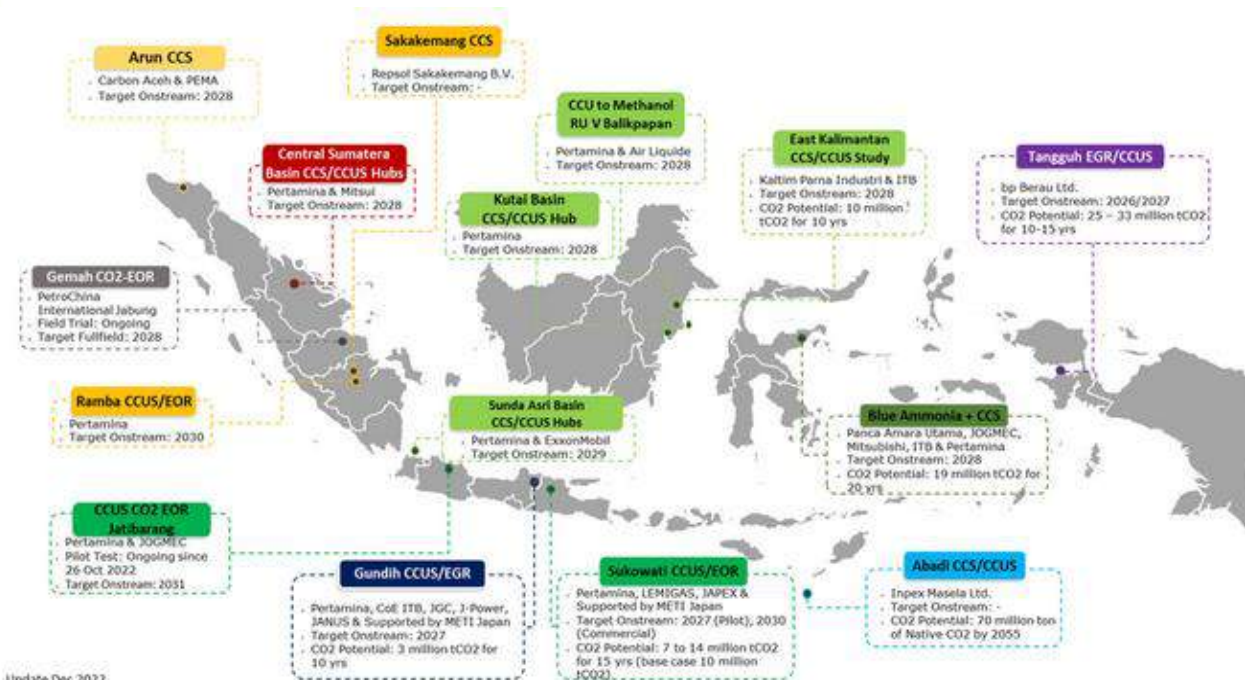 Arun CCS
. Carbon Aceh & PEMA
. Target Onstream: 2028
Sakakemang CCS
. Repsol Sakakemang B.V.
. Target Onstream: -
CCU to Methanol
RU V Balikpapan
. Pertamina & Air Liquide
. Target Onstream: 2028
East Kalimantan
CCS/CCUS Study
. Kaltim Parna Industri & ITB
. Target Onstream: 2028
. CO2 Potential: 10 million
tCO2 for 10 yrs
Tangguh EGR/CCUS
. bp Berau Ltd.
. Target Onstream: 2026/2027
. CO2 Potential: 25 – 33 million tCO2
for 10-15 yrs
Central Sumatera
Basin CCS/CCUS Hubs
. Pertamina & Mitsui
. Target Onstream: 2028
Kutai Basin
CCS/CCUS Hub
. Pertamina
. Target Onstream: 2028
Gemah CO2-EOR
. PetroChina
International Jabung
. Field Trial: Ongoing
. Target Fullfield: 2028
Ramba CCUS/EOR
. Pertamina
. Target Onstream: 2030
Sunda Asri Basin
CCS/CCUS Hubs
. Pertamina & ExxonMobil
. Target Onstream: 2029
Blue Ammonia + CCS
. Panca Amara Utama, JOGMEC,
Mitsubishi, ITB & Pertamina
. Target Onstream: 2028
. CO2 Potential: 19 million tCO2 for
20 yrs
CCUS CO2 EOR
Jatibarang
. Pertamina & JOGMEC
. Pilot Test: Ongoing since
26 Oct 2022
. Target Onstream: 2031
Gundih CCUS/EGR
. Pertamina, CoE ITB, JGC, J-Power,
JANUS & Supported by METI Japan
. Target Onstream: 2027
. CO2 Potential: 3 million tCO2 for
10 yrs
Sukowati CCUS/EOR
. Pertamina, LEMIGAS, JAPEX &
Supported by METI Japan
. Target Onstream: 2027 (Pilot), 2030
(Commercial)
. CO2 Potential: 7 to 14 million tCO2
for 15 yrs (base case 10 million
tCO2)
Abadi CCS/CCUS
. Inpex Masela Ltd.
. Target Onstream: -
. CO2 Potential: 70 million ton
of Native CO2 by 2055
Update Dec 2022